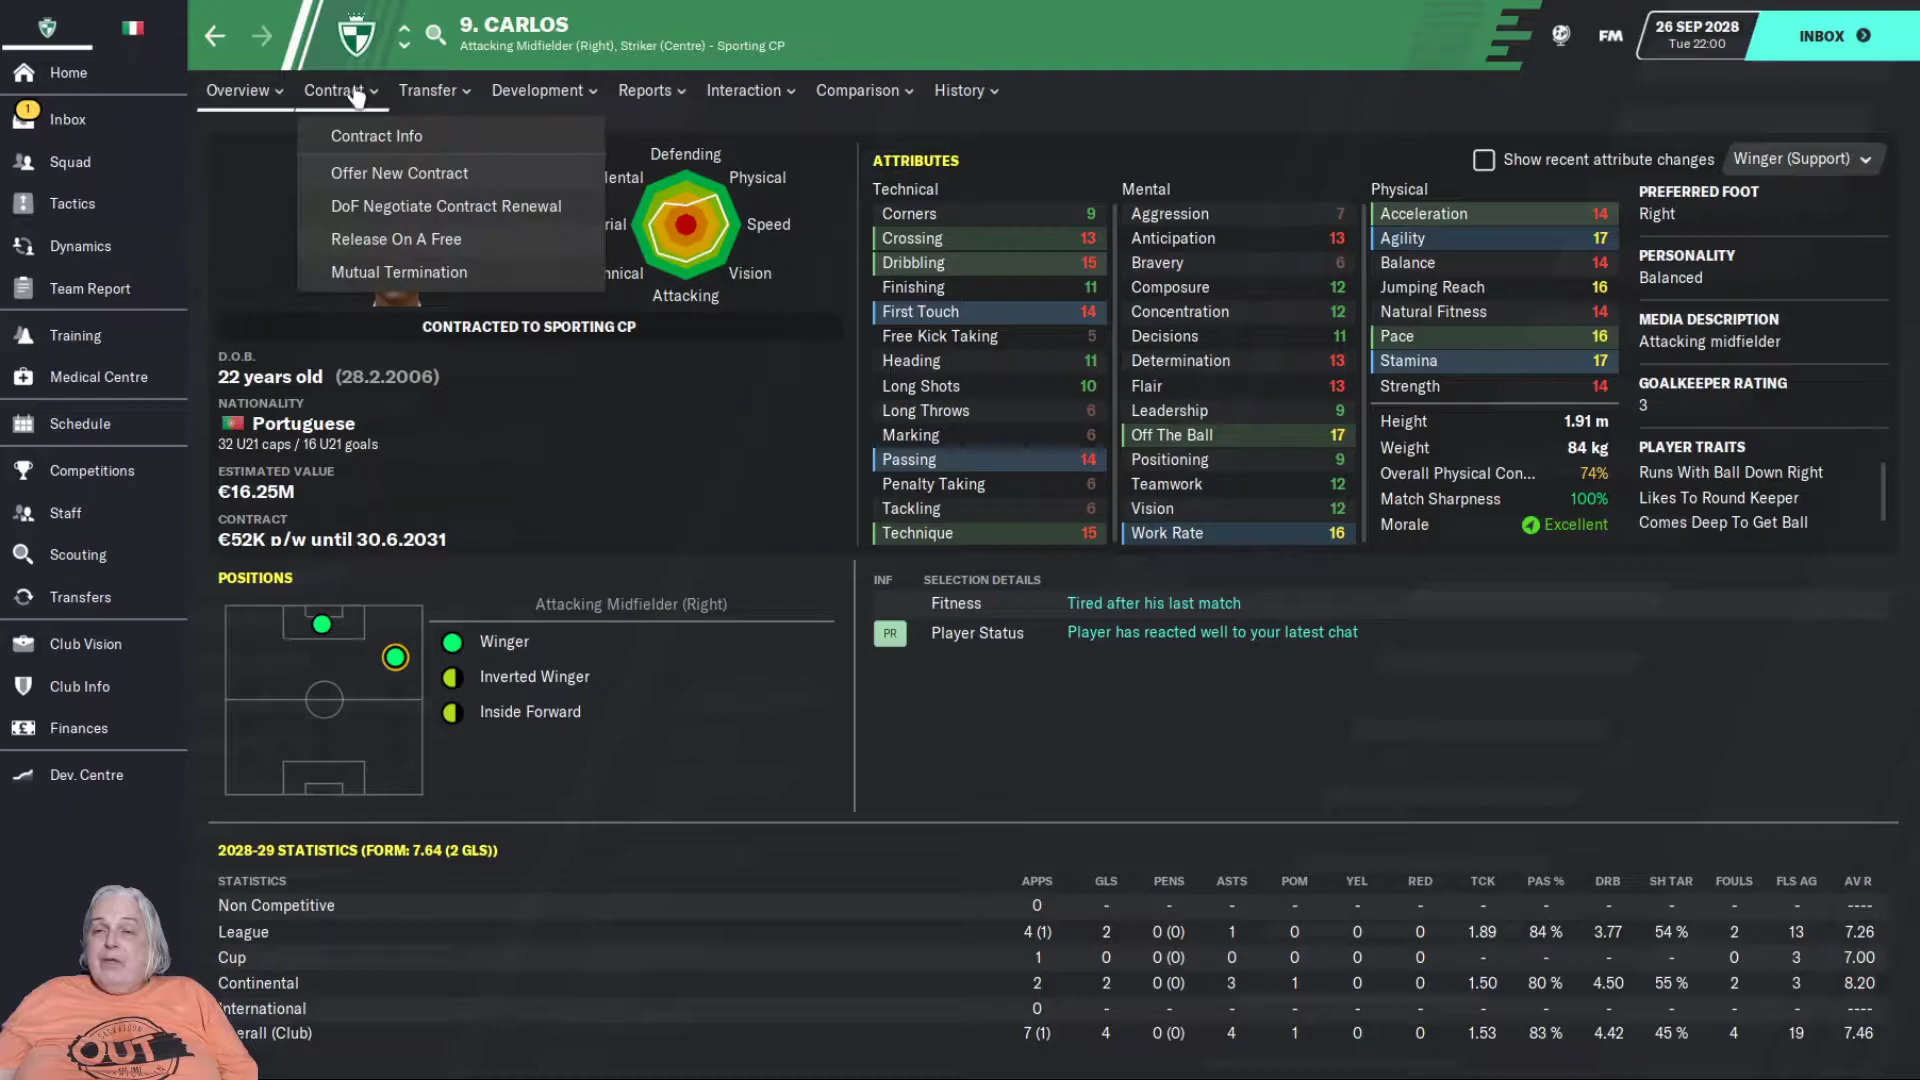 9. CARLOS
Attacking Midfielder (Right), Striker (Centre) - Sporting CP
FM
26 SEP 2028
Tue 22:00
INBOX
Home
1
Inbox
Squad
Tactics
Dynamics
Team Report
Training
Medical Centre
Schedule
Competitions
Staff
Scouting
Transfers
Club Vision
Club Info
Finances
Dev. Centre
Overview
Contract
Transfer
Development
Reports
Interaction
Comparison
History
Contract Info
Offer New Contract
DoF Negotiate Contract Renewal
Release On A Free
Mutual Termination
Defending
Physical
Speed
Vision
Attacking
CONTRACTED TO SPORTING CP
D.O.B.
22 years old (28.2.2006)
NATIONALITY
Portuguese
32 U21 caps / 16 U21 goals
ESTIMATED VALUE
€16.25M
CONTRACT
€52K p/w until 30.6.2031
ATTRIBUTES
Show recent attribute changes
Winger (Support)
Technical
Corners 9
Crossing 13
Dribbling 15
Finishing 11
First Touch 14
Free Kick Taking 5
Heading 11
Long Shots 10
Long Throws 6
Marking 6
Passing 14
Penalty Taking 6
Tackling 6
Technique 15
Mental
Aggression 7
Anticipation 13
Bravery 6
Composure 12
Concentration 12
Decisions 11
Determination 13
Flair 13
Leadership 9
Off The Ball 17
Positioning 9
Teamwork 12
Vision 12
Work Rate 16
Physical
Acceleration 14
Agility 17
Balance 14
Jumping Reach 16
Natural Fitness 14
Pace 16
Stamina 17
Strength 14
Height 1.91 m
Weight 84 kg
Overall Physical Con... 74%
Match Sharpness 100%
Morale Excellent
PREFERRED FOOT
Right
PERSONALITY
Balanced
MEDIA DESCRIPTION
Attacking midfielder
GOALKEEPER RATING
3
PLAYER TRAITS
Runs With Ball Down Right
Likes To Round Keeper
Comes Deep To Get Ball
POSITIONS
Attacking Midfielder (Right)
Winger
Inverted Winger
Inside Forward
INF SELECTION DETAILS
Fitness Tired after his last match
PR Player Status Player has reacted well to your latest chat
2028-29 STATISTICS (FORM: 7.64 (2 GLS))
STATISTICS APPS GLS PENS ASTS POM YEL RED TCK PAS % DRB SH TAR FOULS FLS AG AV R
Non Competitive 0 - - - - - - - - - - - - ----
League 4 (1) 2 0 (0) 1 0 0 0 1.89 84 % 3.77 54 % 2 13 7.26
Cup 1 0 0 (0) 0 0 0 0 - - - - 0 3 7.00
Continental 2 2 0 (0) 3 1 0 0 1.50 80 % 4.50 55 % 2 3 8.20
International 0 - - - - - - - - - - - - ----
erall (Club) 7 (1) 4 0 (0) 4 1 0 0 1.53 83 % 4.42 45 % 4 19 7.46
SASKATOON
OUT